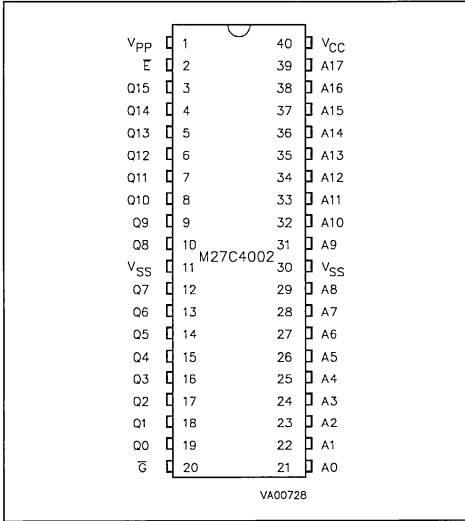 VPP 1 40 VCC
E̅ 2 39 A17
Q15 3 38 A16
Q14 4 37 A15
Q13 5 36 A14
Q12 6 35 A13
Q11 7 34 A12
Q10 8 33 A11
Q9 9 32 A10
Q8 10 31 A9
M27C4002
VSS 11 30 VSS
Q7 12 29 A8
Q6 13 28 A7
Q5 14 27 A6
Q4 15 26 A5
Q3 16 25 A4
Q2 17 24 A3
Q1 18 23 A2
Q0 19 22 A1
G̅ 20 21 A0
VA00728